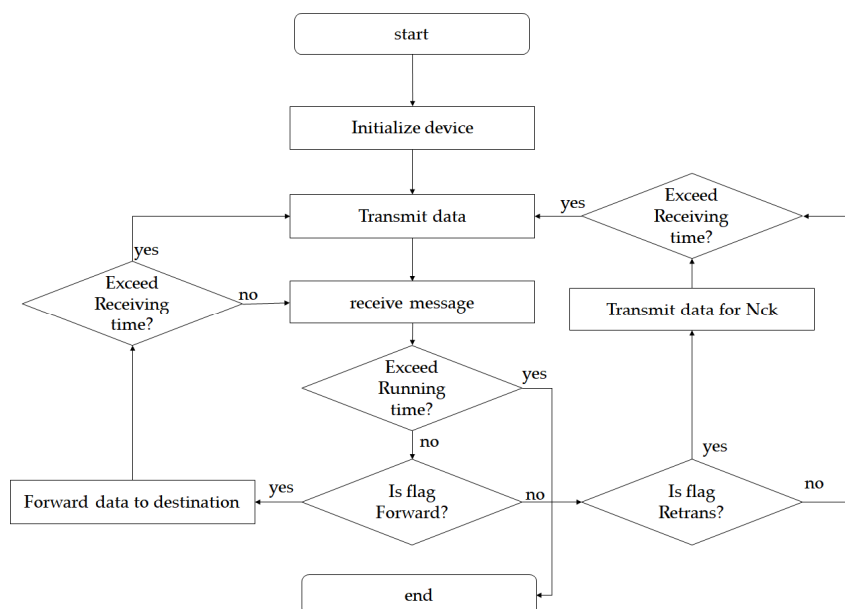 start
Initialize device
Transmit data
yes
Exceed
Receiving
time?
yes
Exceed
Receiving
time?
no
receive message
Transmit data for Nck
Exceed
Running
time?
yes
no
yes
Forward data to destination
yes
Is flag
Forward?
no
Is flag
Retrans?
no
end